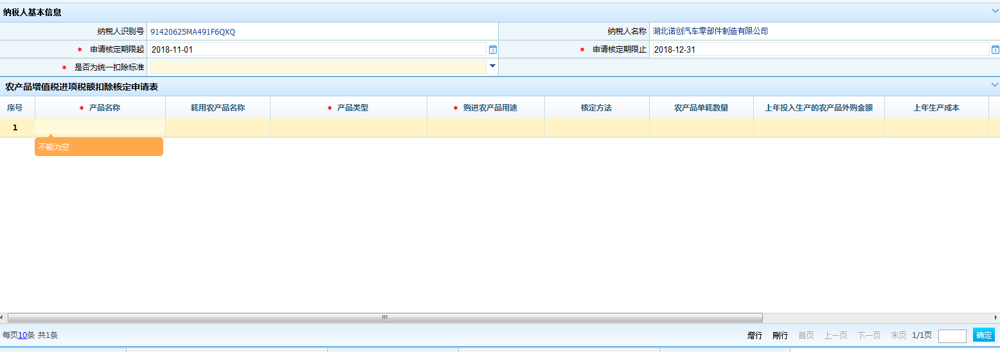 纳税人基本信息
纳税人识别号 91420625MA491F6QXQ 纳税人名称 湖北诺创汽车零部件制造有限公司
* 申请核定期限起 2018-11-01 * 申请核定期限止 2018-12-31
* 是否为统一扣除标准
农产品增值税进项税额扣除核定申请表
序号 * 产品名称 耗用农产品名称 * 产品类型 * 购进农产品用途 核定方法 农产品单耗数量 上年投入生产的农产品外购金额 上年生产成本
1
不能为空
每页10条 共1条 增行 刪行 首页 上一页 下一页 末页 1/1页 确定